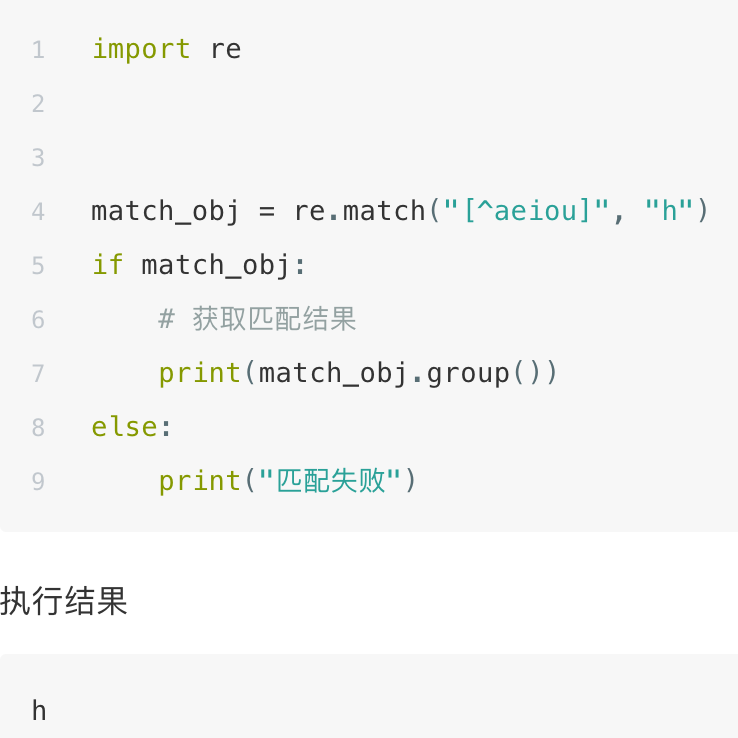 1 import re
2
3
4 match_obj = re.match("[^aeiou]", "h")
5 if match_obj:
6     # 获取匹配结果
7     print(match_obj.group())
8 else:
9     print("匹配失败")
执行结果
h